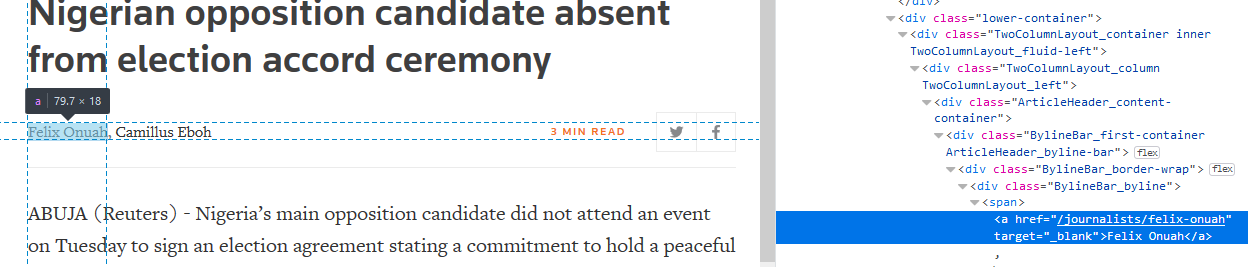 Nigerian opposition candidate absent
from election accord ceremony
a 79.7 × 18
Felix Onuah, Camillus Eboh
3 MIN READ
ABUJA (Reuters) - Nigeria’s main opposition candidate did not attend an event
on Tuesday to sign an election agreement stating a commitment to hold a peaceful
</div>
<div class="lower-container">
<div class="TwoColumnLayout_container inner
TwoColumnLayout_fluid-left">
<div class="TwoColumnLayout_column
TwoColumnLayout_left">
<div class="ArticleHeader_content-
container">
<div class="BylineBar_first-container
ArticleHeader_byline-bar"> flex
<div class="BylineBar_border-wrap"> flex
<div class="BylineBar_byline">
<span>
<a href="/journalists/felix-onuah"
target="_blank">Felix Onuah</a>
,